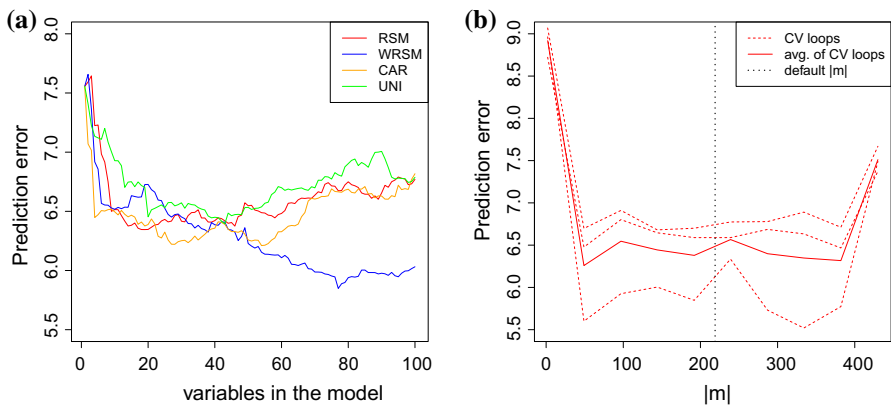 (a)
RSM
WRSM
CAR
UNI
8.0
7.5
7.0
6.5
6.0
5.5
Prediction error
0 20 40 60 80 100
variables in the model
(b)
CV loops
avg. of CV loops
default |m|
9.0
8.5
8.0
7.5
7.0
6.5
6.0
5.5
Prediction error
0 100 200 300 400
|m|